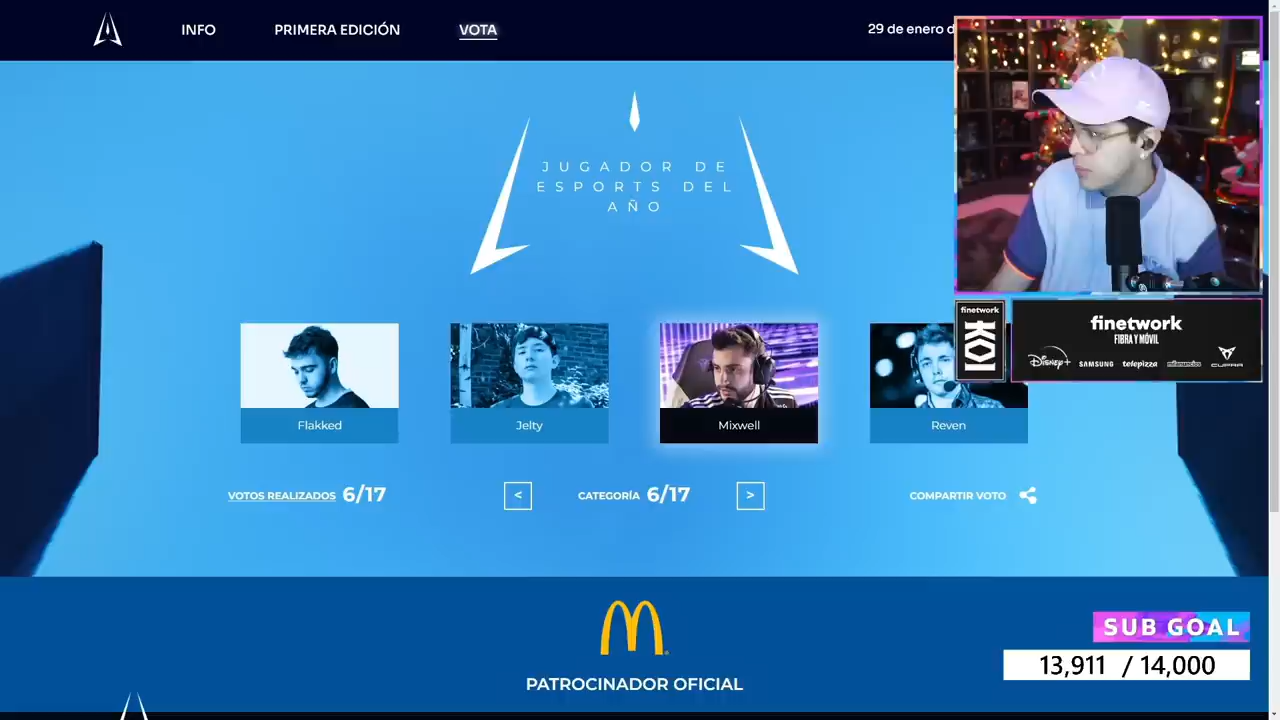 INFO
PRIMERA EDICIÓN
VOTA
29 de enero d
JUGADOR DE
ESPORTS DEL
AÑO
Flakked
Jelty
Mixwell
Reven
VOTOS REALIZADOS 6/17
<
CATEGORÍA 6/17
>
COMPARTIR VOTO
finetwork
KOI
finetwork
FIBRA Y MÓVIL
Disney+
SAMSUNG
telepizza
milanuncios
CUPRA
PATROCINADOR OFICIAL
SUB GOAL
13,911 / 14,000